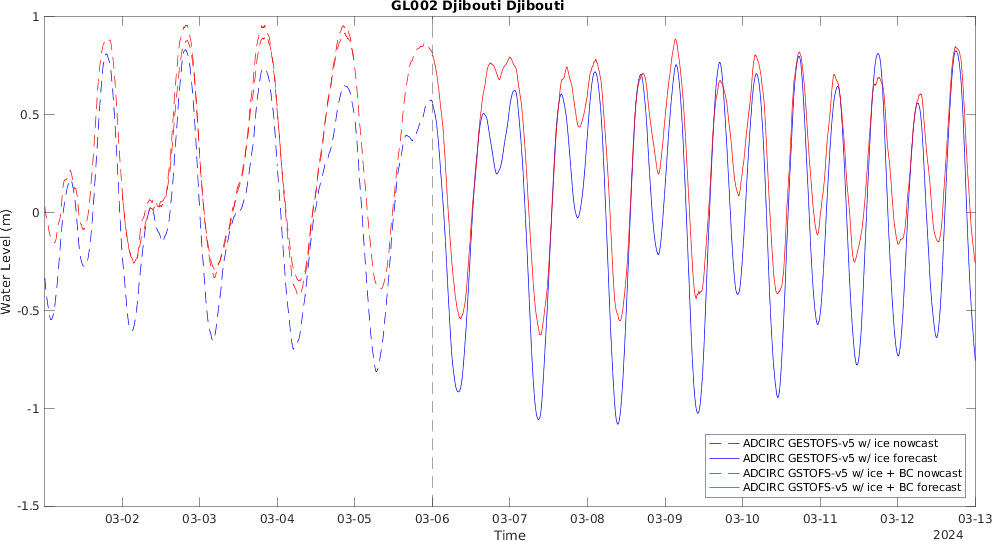 GL002 Djibouti Djibouti
Water Level (m)
1
0.5
0
-0.5
-1
-1.5
03-02 03-03 03-04 03-05 03-06 03-07 03-08 03-09 03-10 03-11 03-12 03-13
Time
2024
ADCIRC GESTOFS-v5 w/ ice nowcast
ADCIRC GESTOFS-v5 w/ ice forecast
ADCIRC GSTOFS-v5 w/ ice + BC nowcast
ADCIRC GSTOFS-v5 w/ ice + BC forecast